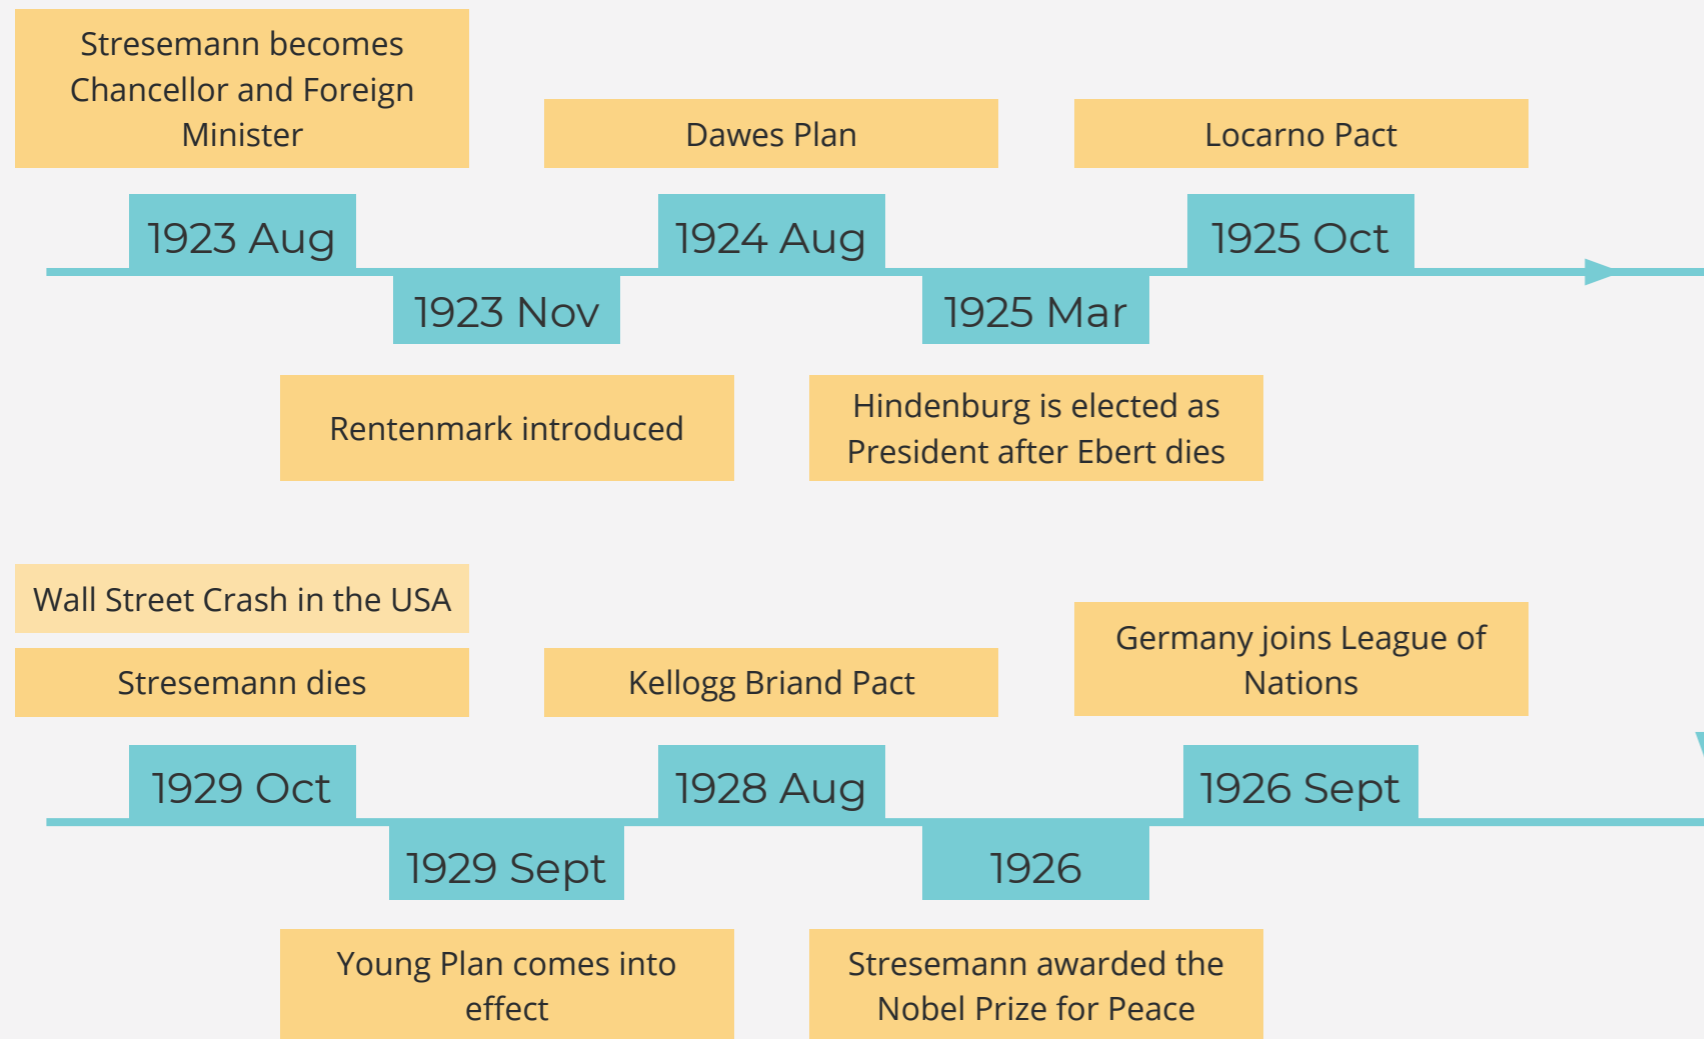 Stresemann becomes
Chancellor and Foreign
Minister
Dawes Plan
Locarno Pact
1923 Aug
1924 Aug
1925 Oct
1923 Nov
1925 Mar
Rentenmark introduced
Hindenburg is elected as
President after Ebert dies
Wall Street Crash in the USA
Stresemann dies
Kellogg Briand Pact
Germany joins League of
Nations
1929 Oct
1928 Aug
1926 Sept
1929 Sept
1926
Young Plan comes into
effect
Stresemann awarded the
Nobel Prize for Peace